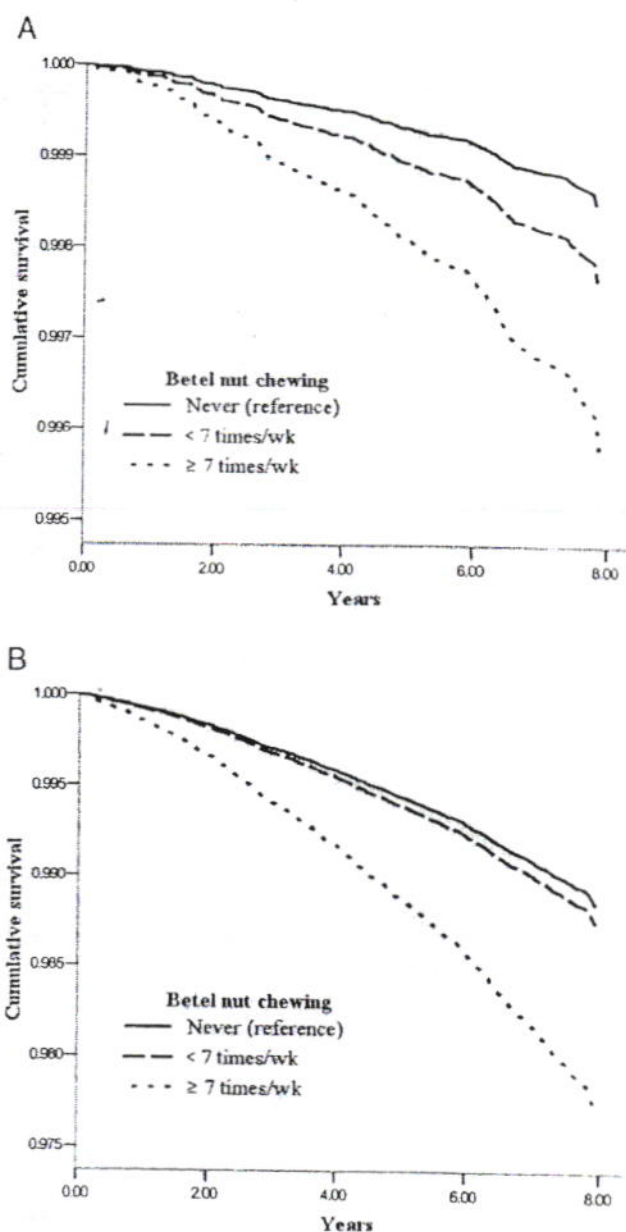 A
1.000
0.999
0.998
0.997
0.996
0.995
Cumulative survival
Betel nut chewing
Never (reference)
< 7 times/wk
≥ 7 times/wk
0.00 2.00 4.00 6.00 8.00
Years
B
1.000
0.995
0.990
0.985
0.980
0.975
Cumulative survival
Betel nut chewing
Never (reference)
< 7 times/wk
≥ 7 times/wk
0.00 2.00 4.00 6.00 8.00
Years